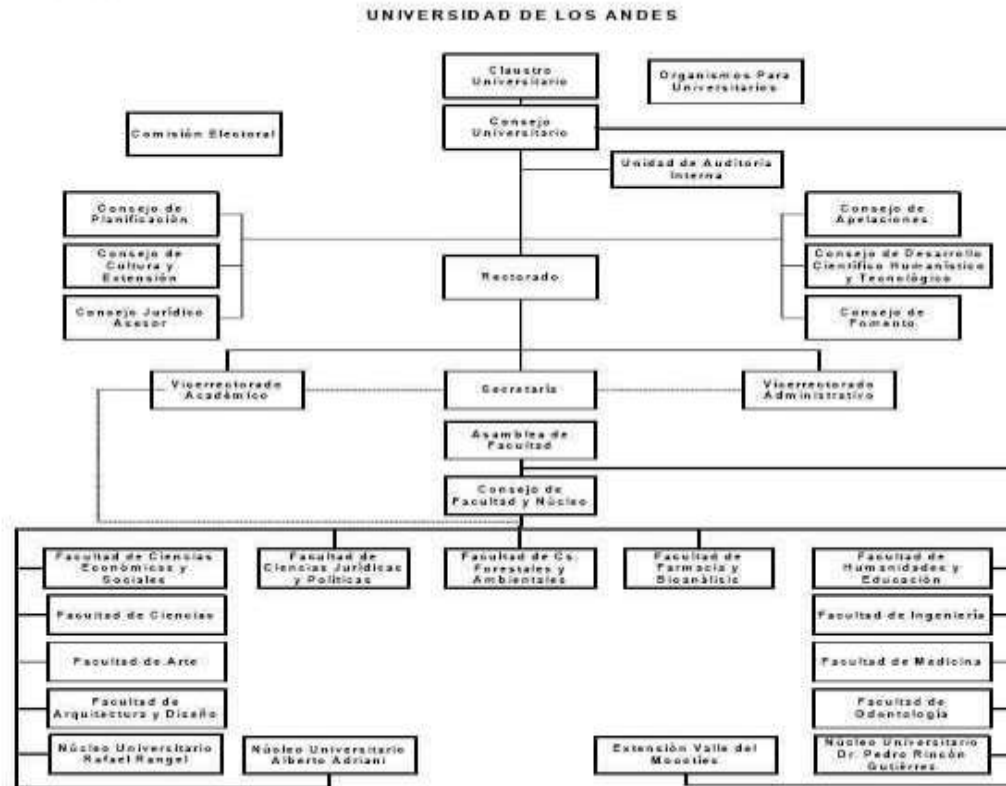 UNIVERSIDAD DE LOS ANDES
Claustro
Universitario
Organismos Para
Universitarios
Consejo
Universitario
Comisión Electoral
Unidad de Auditoría
Interna
Consejo de
Planificación
Consejo de
Apelaciones
Consejo de
Cultura y
Extensión
Rectorado
Consejo de Desarrollo
Científico Humanístico
y Tecnológico
Consejo Jurídico
Asesor
Consejo de
Fomento
Vicerrectorado
Académico
Secretaría
Vicerrectorado
Administrativo
Asamblea de
Facultad
Consejo de
Facultad y Núcleo
Facultad de Ciencias
Económicas y
Sociales
Facultad de
Ciencias Jurídicas
y Políticas
Facultad de Cs.
Forestales y
Ambientales
Facultad de
Farmacia y
Bioanálisis
Facultad de
Humanidades y
Educación
Facultad de Ciencias
Facultad de Ingeniería
Facultad de Arte
Facultad de Medicina
Facultad de
Arquitectura y Diseño
Facultad de
Odontología
Núcleo Universitario
Rafael Rangel
Núcleo Universitario
Alberto Adriani
Extensión Valle del
Mocotíes
Núcleo Universitario
Dr. Pedro Rincón
Gutiérres